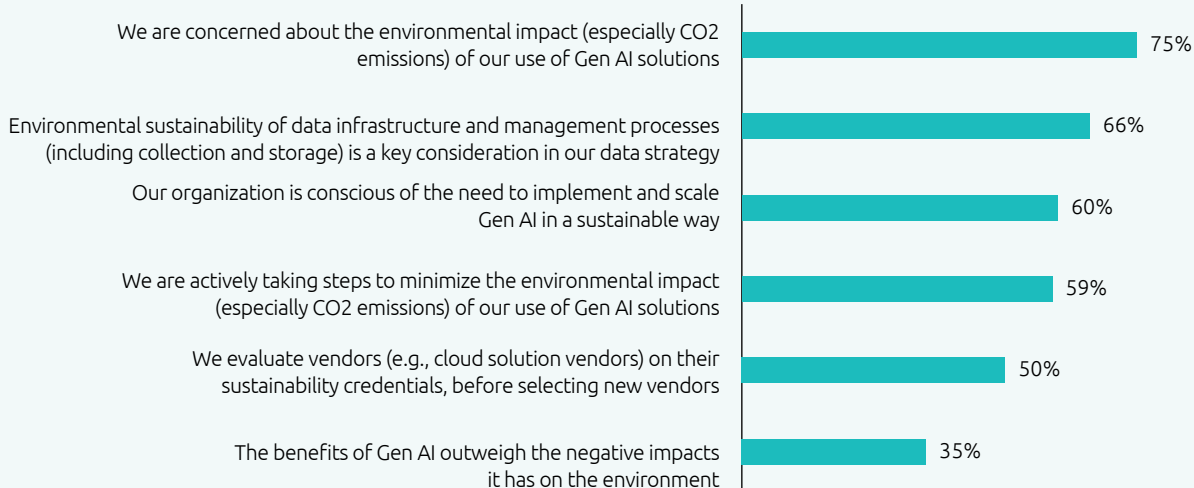 We are concerned about the environmental impact (especially CO2
emissions) of our use of Gen AI solutions
75%
Environmental sustainability of data infrastructure and management processes
(including collection and storage) is a key consideration in our data strategy
66%
Our organization is conscious of the need to implement and scale
Gen AI in a sustainable way
60%
We are actively taking steps to minimize the environmental impact
(especially CO2 emissions) of our use of Gen AI solutions
59%
We evaluate vendors (e.g., cloud solution vendors) on their
sustainability credentials, before selecting new vendors
50%
The benefits of Gen AI outweigh the negative impacts
it has on the environment
35%